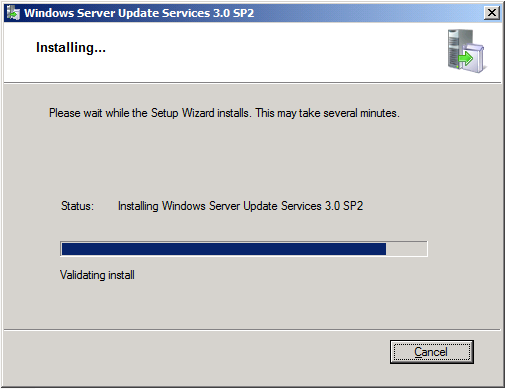 Windows Server Update Services 3.0 SP2
Installing...
Please wait while the Setup Wizard installs. This may take several minutes.
Status: Installing Windows Server Update Services 3.0 SP2
Validating install
Cancel